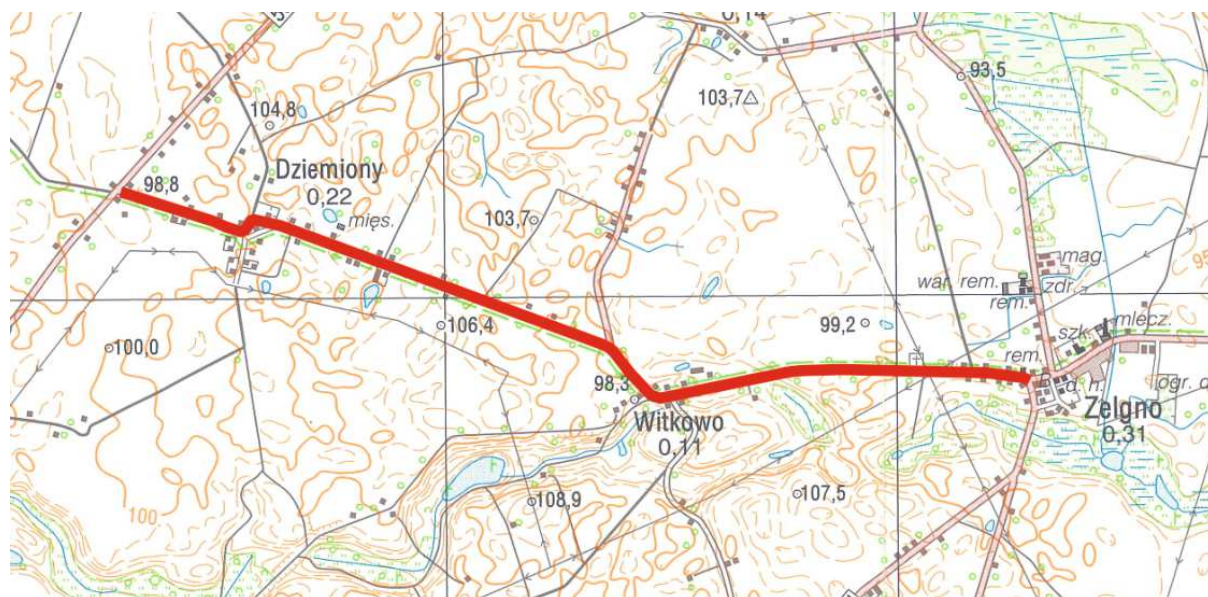 0,14
93,5
103,7
104,8
Dziemiony
0,22
98,8
mięs.
103,7
mag.
war. rem.
zdr.
rem.
szk.
mlecz.
106,4
99,2
100,0
rem.
98,3
d. h.
ogr. d
Witkowo
0,11
Zelgno
0,31
107,5
108,9
100
95